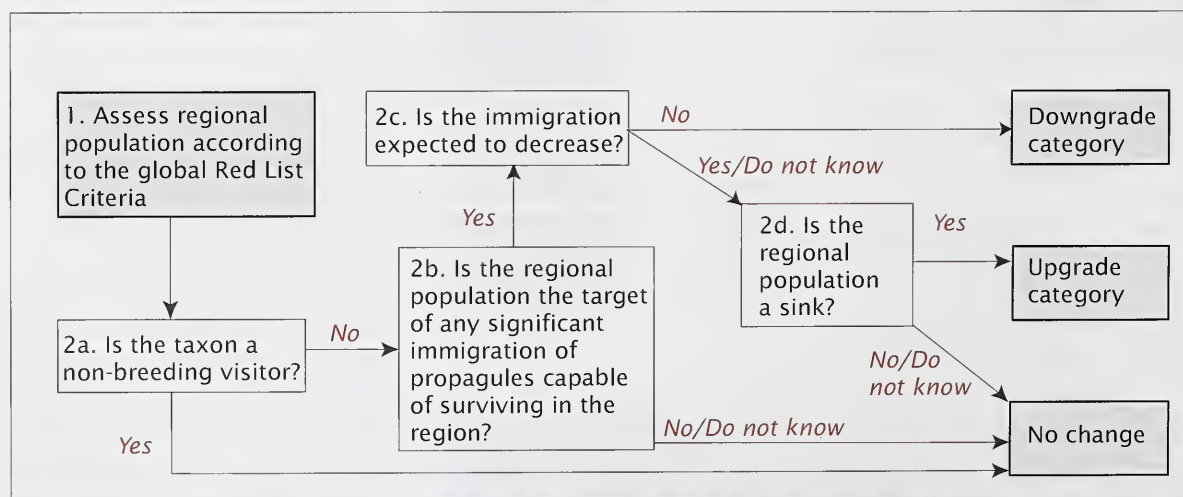 1. Assess regional
population according
to the global Red List
Criteria
2a. Is the taxon a
non-breeding visitor?
Yes
No
2b. Is the regional
population the target
of any significant
immigration of
propagules capable
of surviving in the
region?
Yes
No/Do not know
2c. Is the immigration
expected to decrease?
No
Yes/Do not know
2d. Is the
regional
population
a sink?
Yes
No/Do
not know
Downgrade
category
Upgrade
category
No change